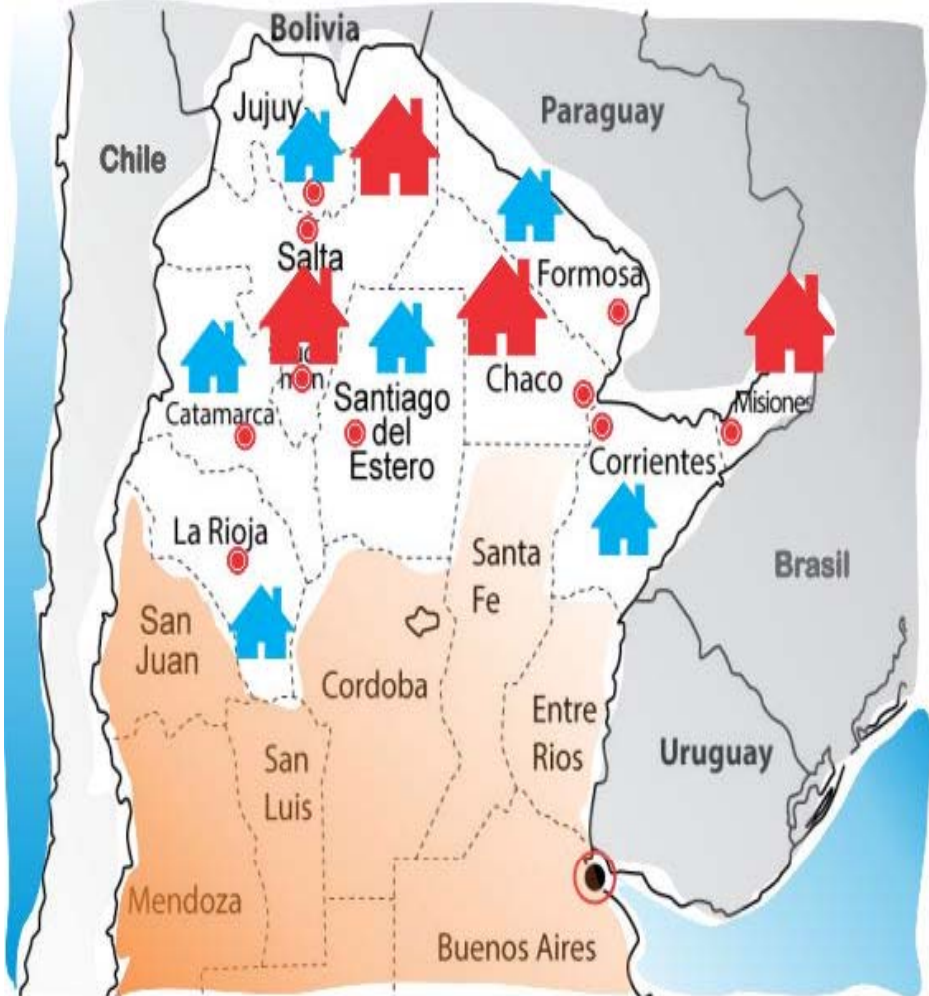 Bolivia
Jujuy
Paraguay
Chile
Salta
Formosa
Chaco
Misiones
Catamarca
Santiago
del
Estero
Corrientes
La Rioja
Santa
Fe
Brasil
San
Juan
Cordoba
Entre
Rios
Uruguay
San
Luis
Mendoza
Buenos Aires